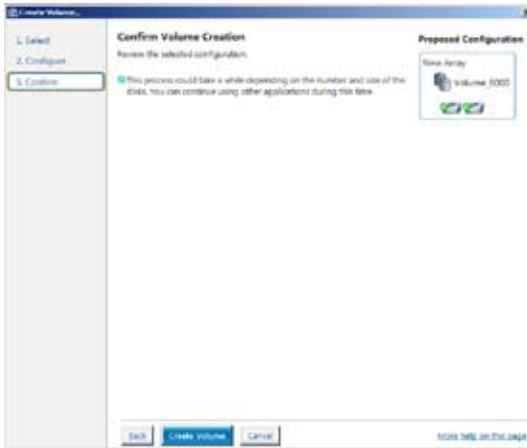 Create Volume...
1. Select
2. Configure
3. Confirm
Confirm Volume Creation
Review the selected configuration.
This process could take a while depending on the number and size of the
disks. You can continue using other applications during this time.
Proposed Configuration
New Array
Volume_0000
Back
Create Volume
Cancel
More help on this page